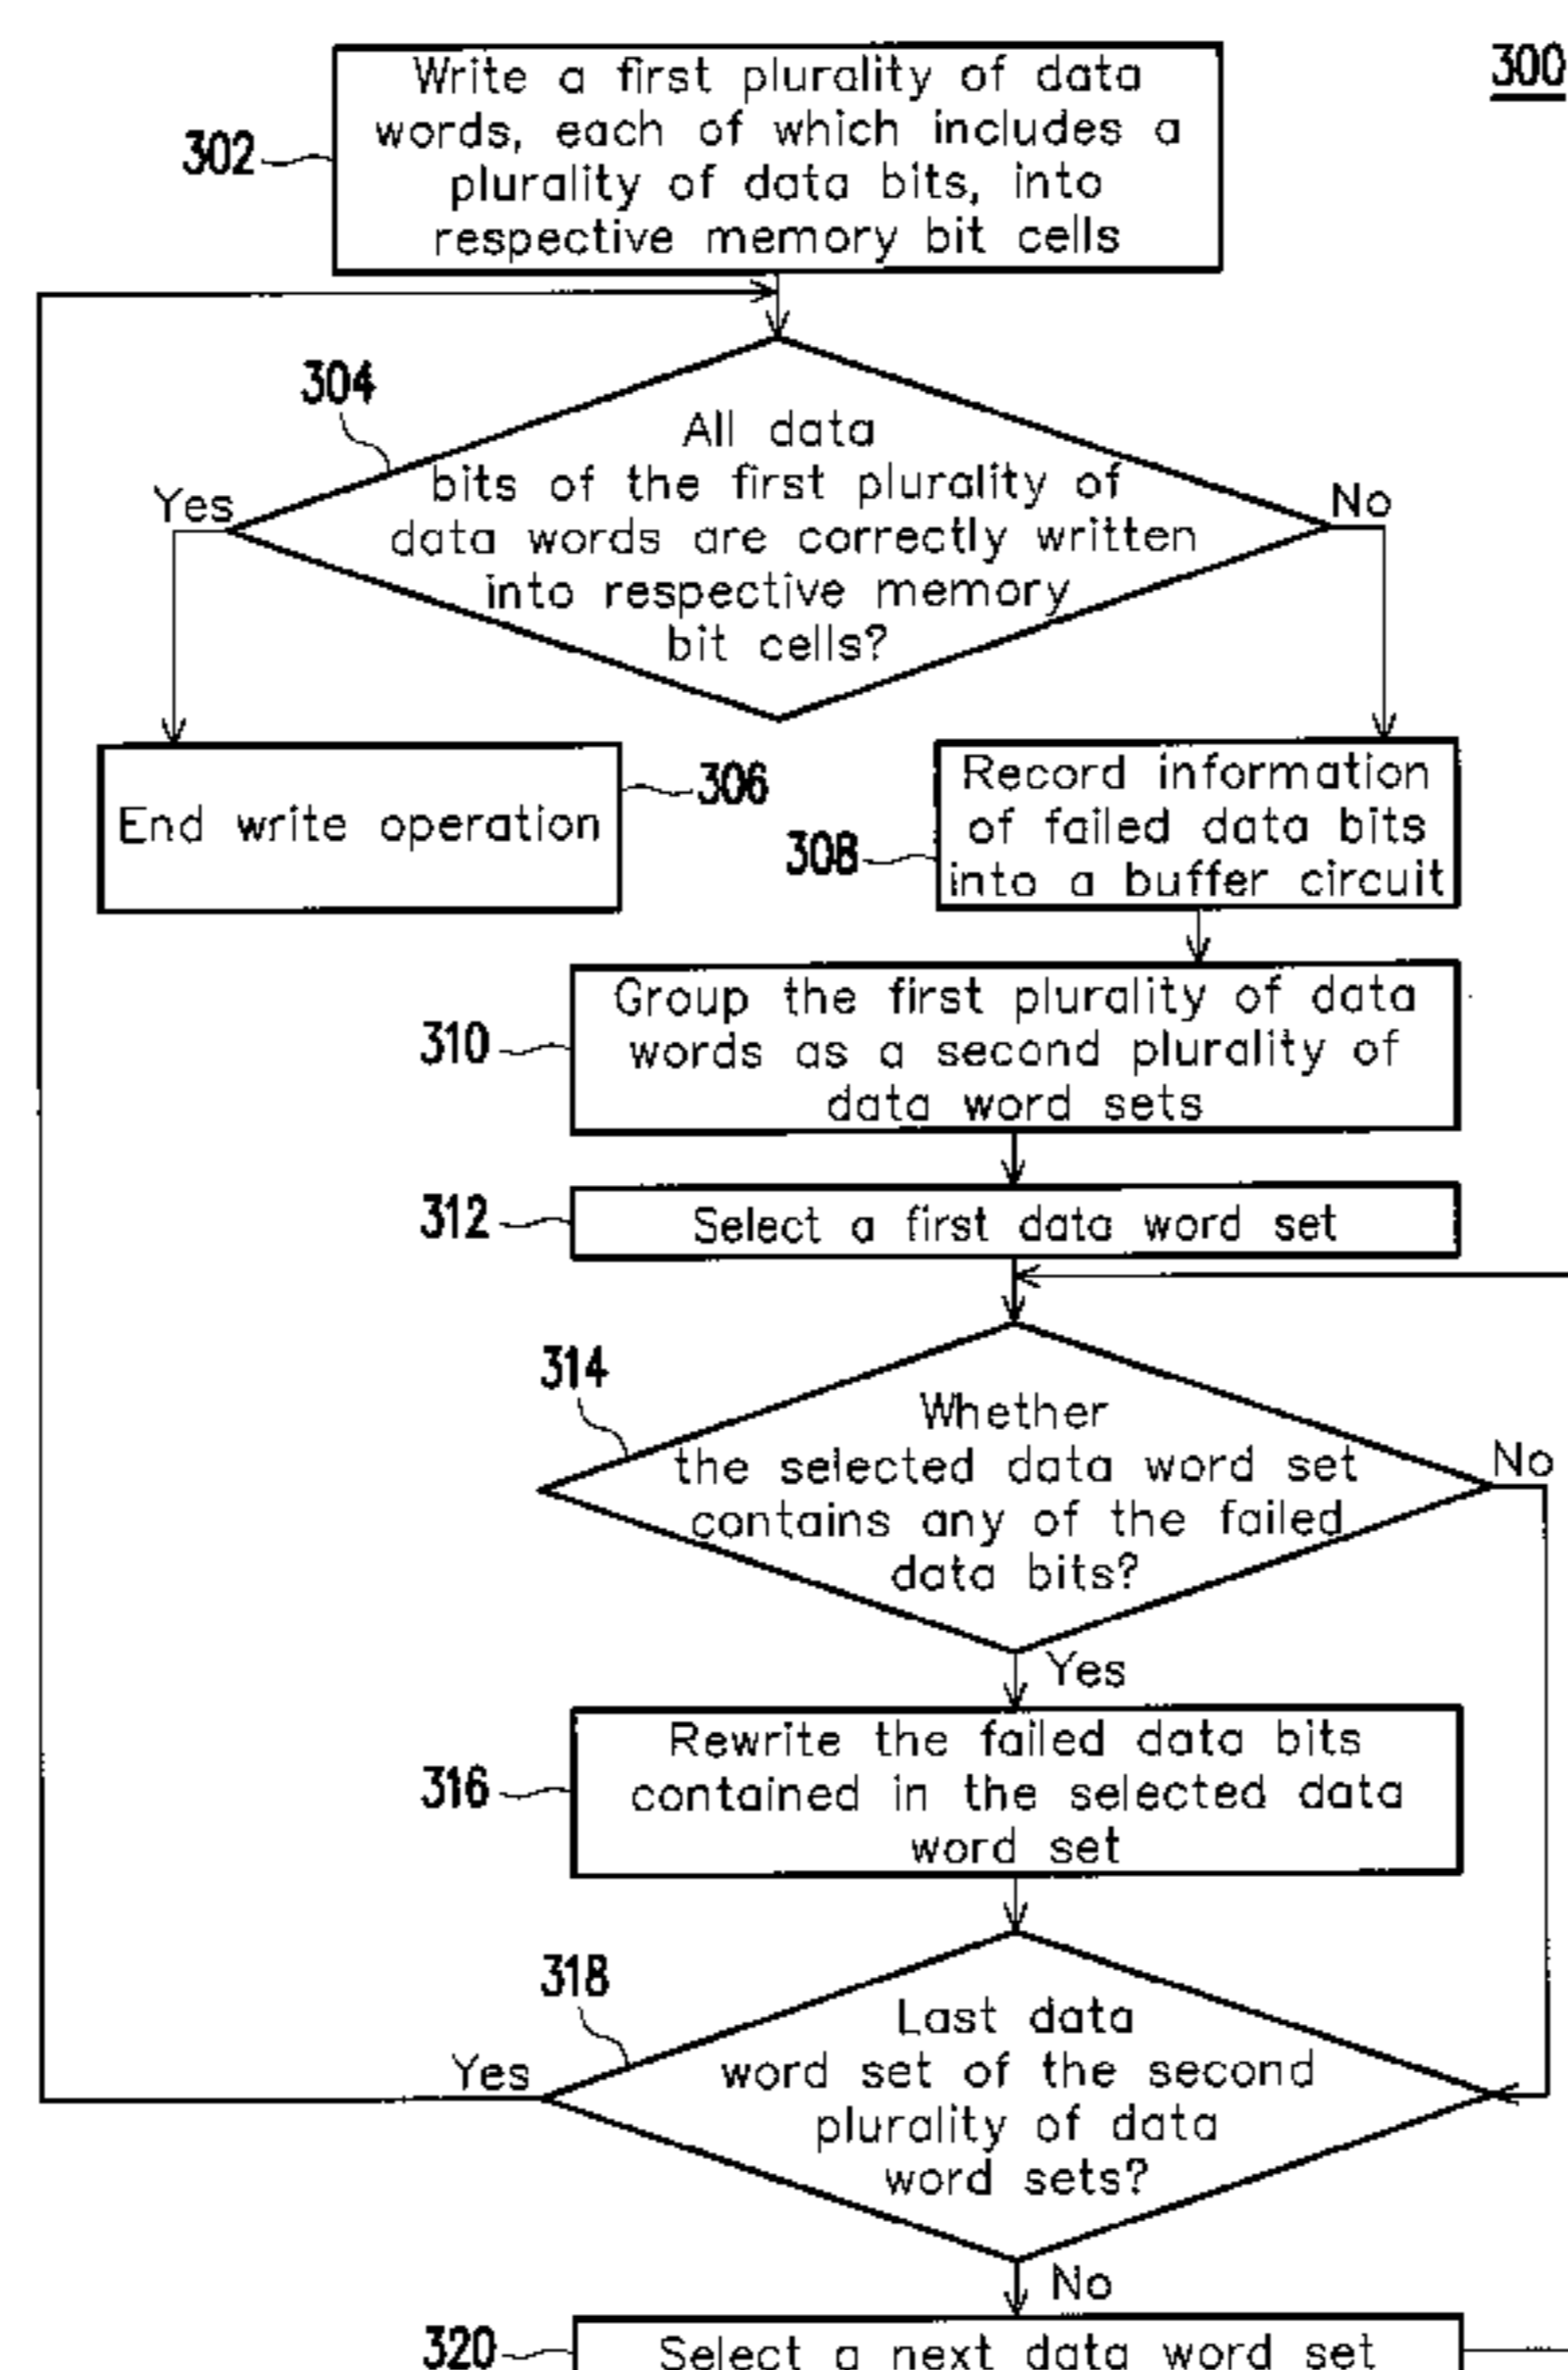 300
Write a first plurality of data
words, each of which includes a
plurality of data bits, into
respective memory bit cells
302
304
All data
bits of the first plurality of
data words are correctly written
into respective memory
bit cells?
Yes
No
End write operation
306
Record information
of failed data bits
into a buffer circuit
308
Group the first plurality of data
words as a second plurality of
data word sets
310
312
Select a first data word set
314
Whether
the selected data word set
contains any of the failed
data bits?
No
Yes
Rewrite the failed data bits
contained in the selected data
word set
316
318
Last data
word set of the second
plurality of data
word sets?
Yes
No
320
Select a next data word set